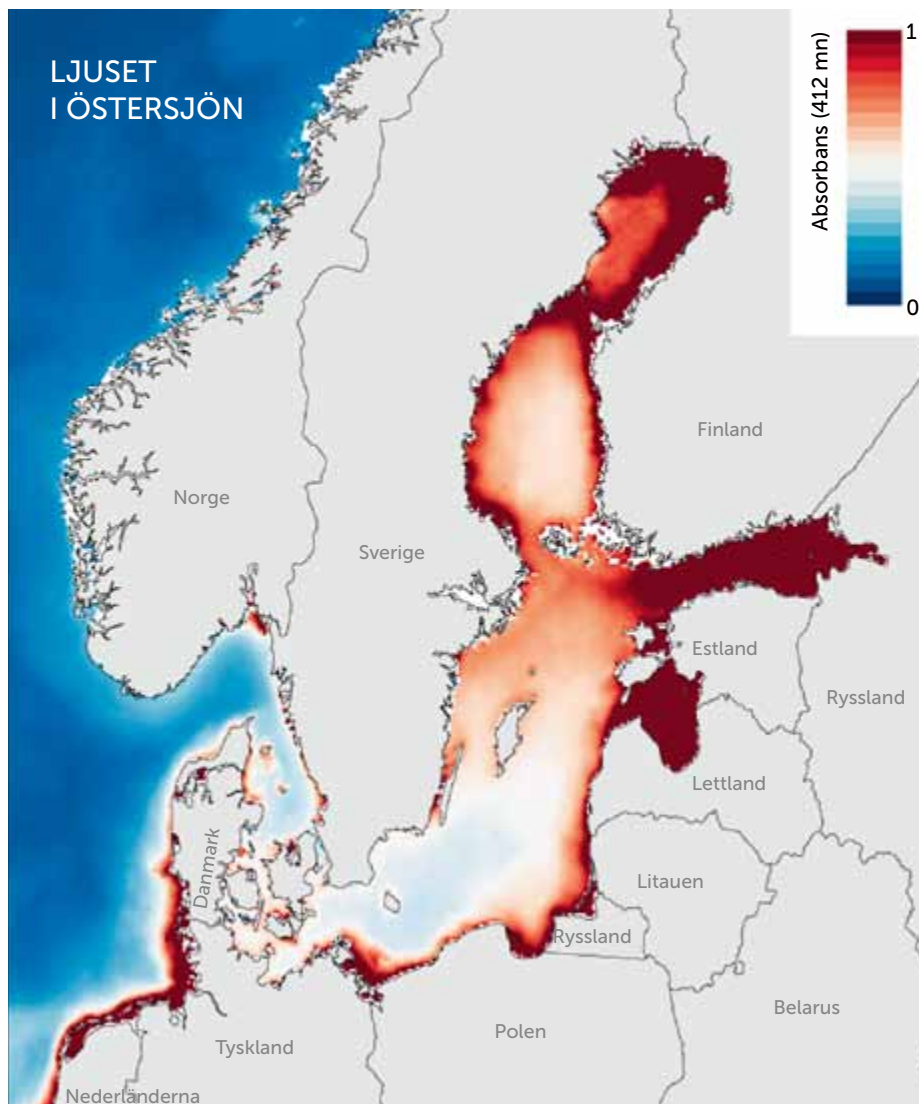 LJUSET
I ÖSTERSJÖN
1
Absorbans (412 mn)
0
Finland
Norge
Sverige
Estland
Ryssland
Lettland
Danmark
Litauen
Ryssland
Belarus
Polen
Tyskland
Nederländerna